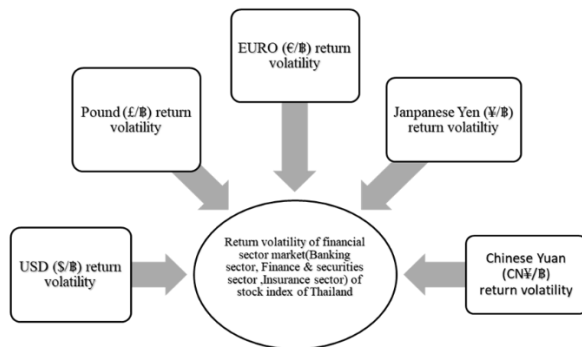 EURO (€/฿) return
volatility
Pound (£/฿) return
volatility
Janpanese Yen (¥/฿)
return volatiltiy
USD ($/฿) return
volatility
Return volatility of financial
sector market(Banking
sector, Finance & securities
sector ,Insurance sector) of
stock index of Thailand
Chinese Yuan
(CN¥/฿)
return volatility